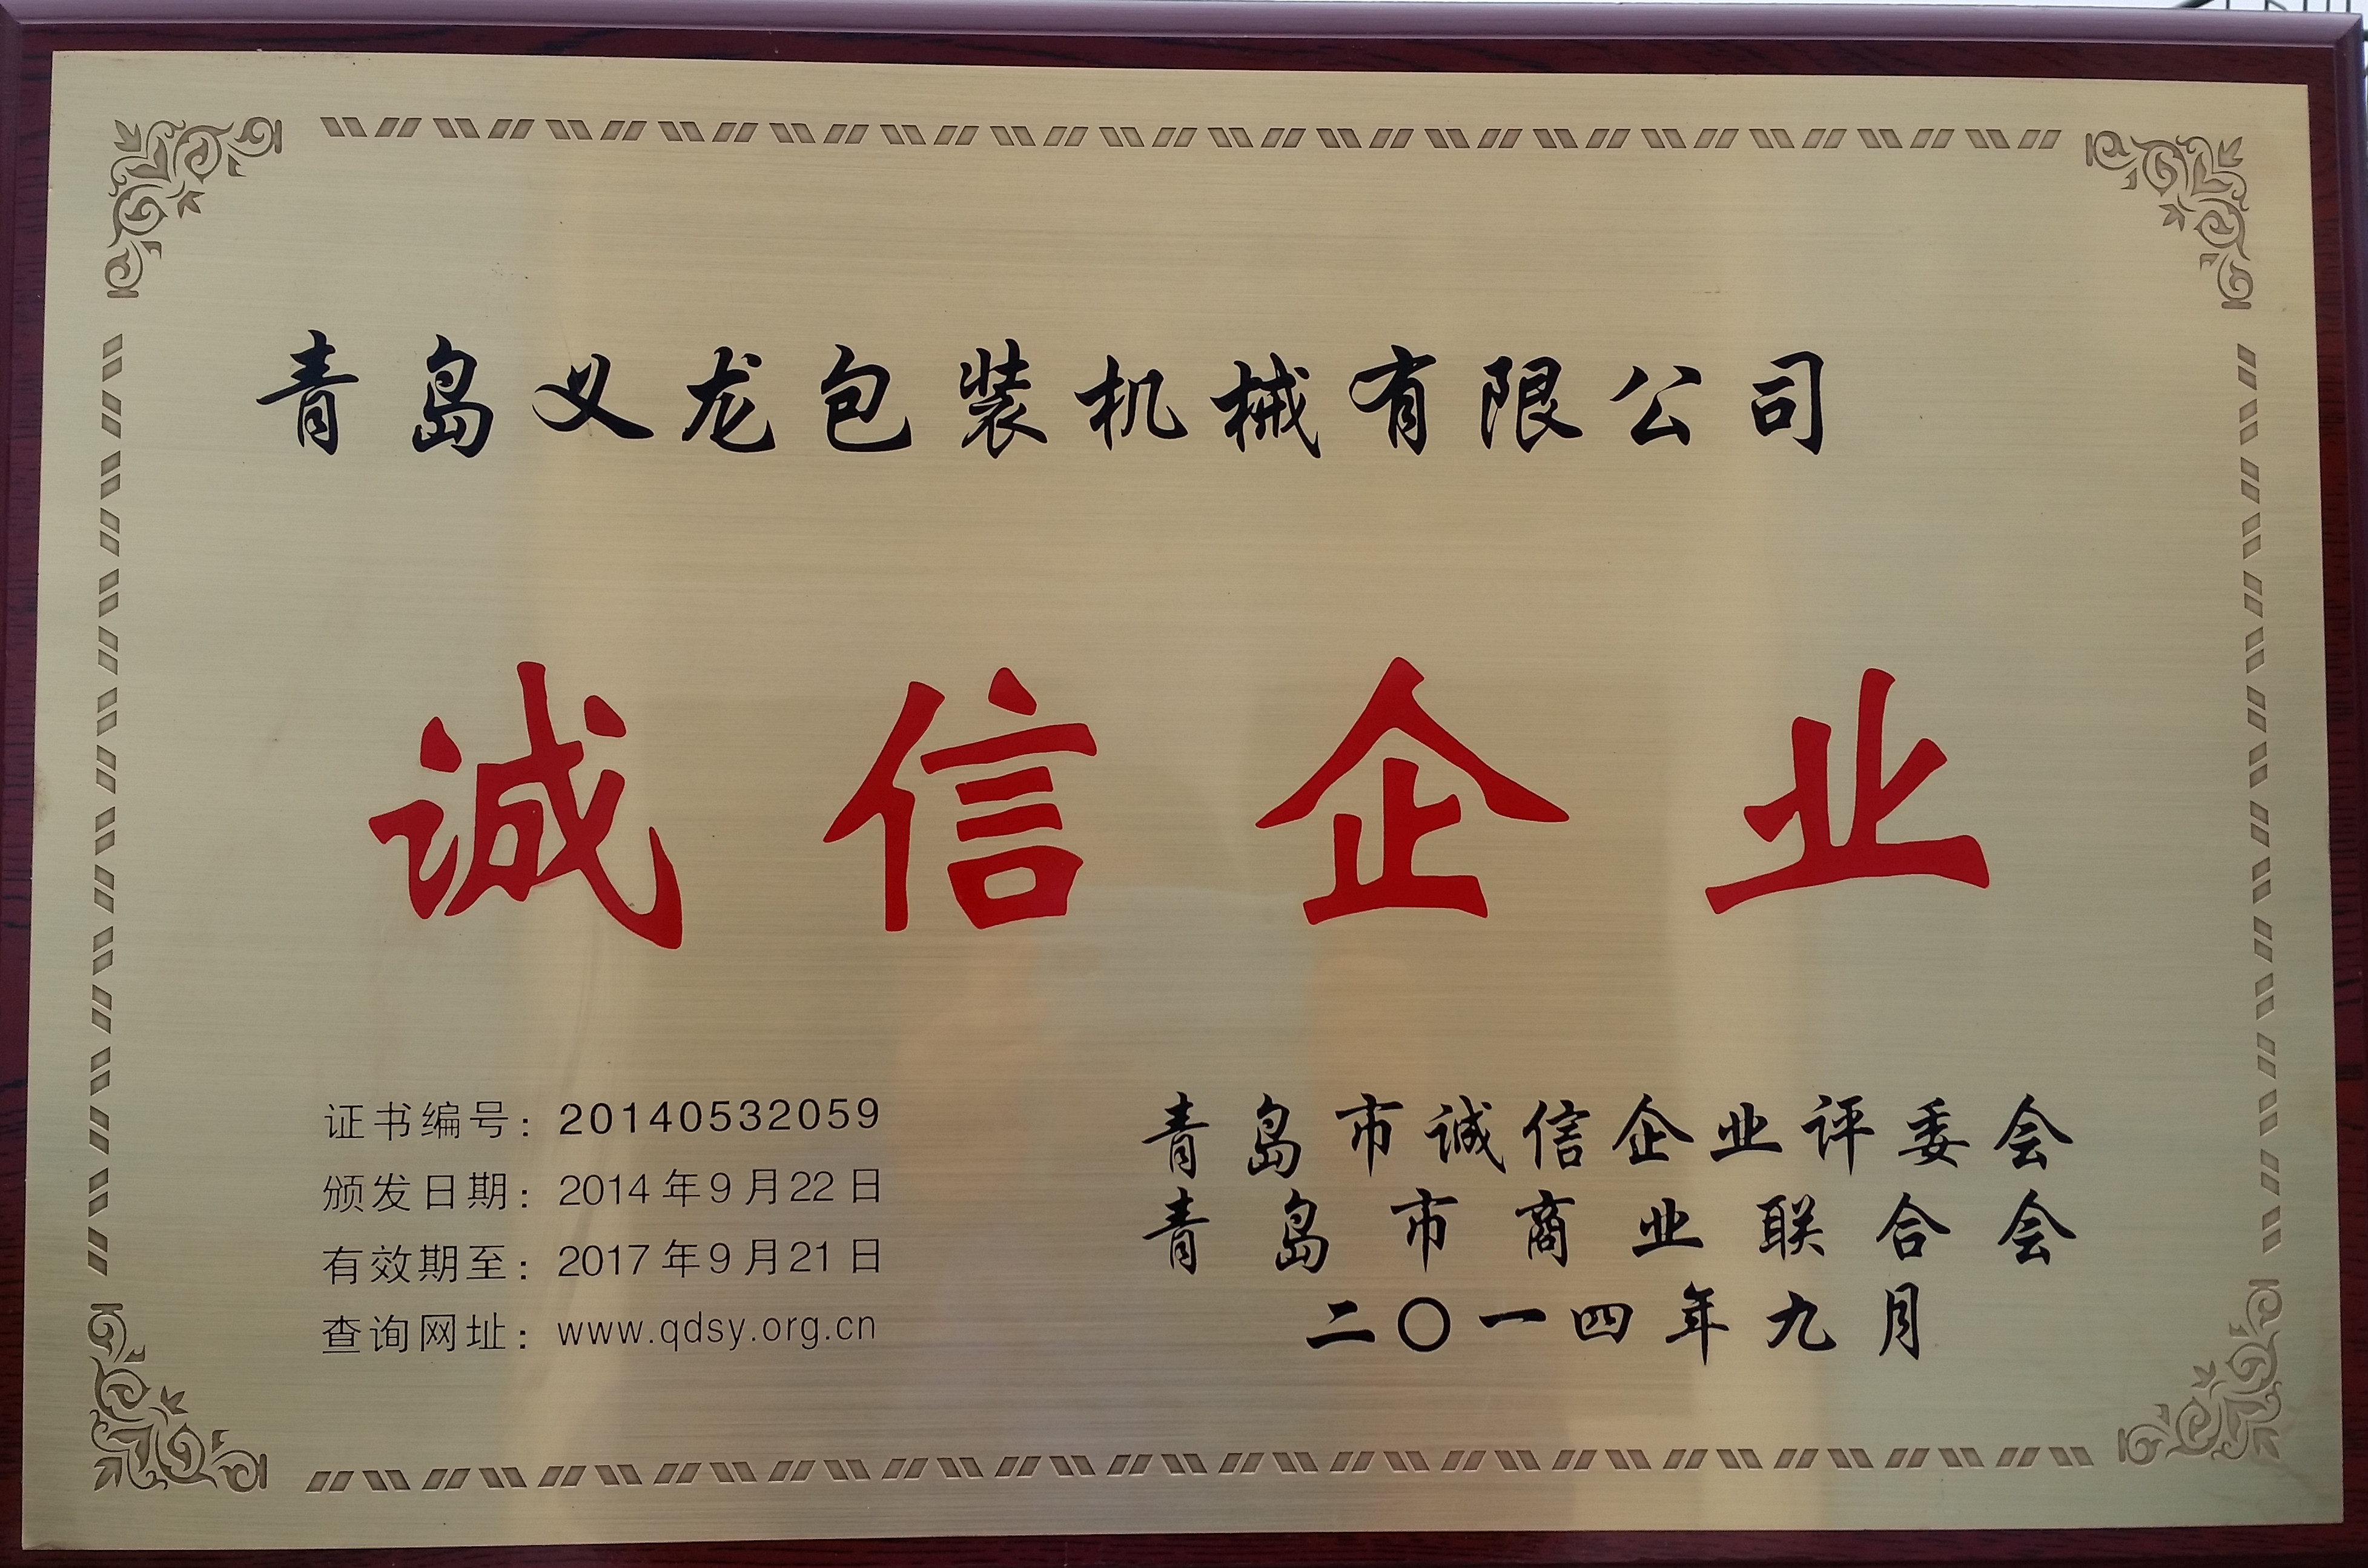 青岛义龙包装机械有限公司
诚信企业
证书编号：20140532059
颁发日期：2014年9月22日
有效期至：2017年9月21日
查询网址：www.qdsy.org.cn
青岛市诚信企业评委会
青岛市商业联合会
二〇一四年九月